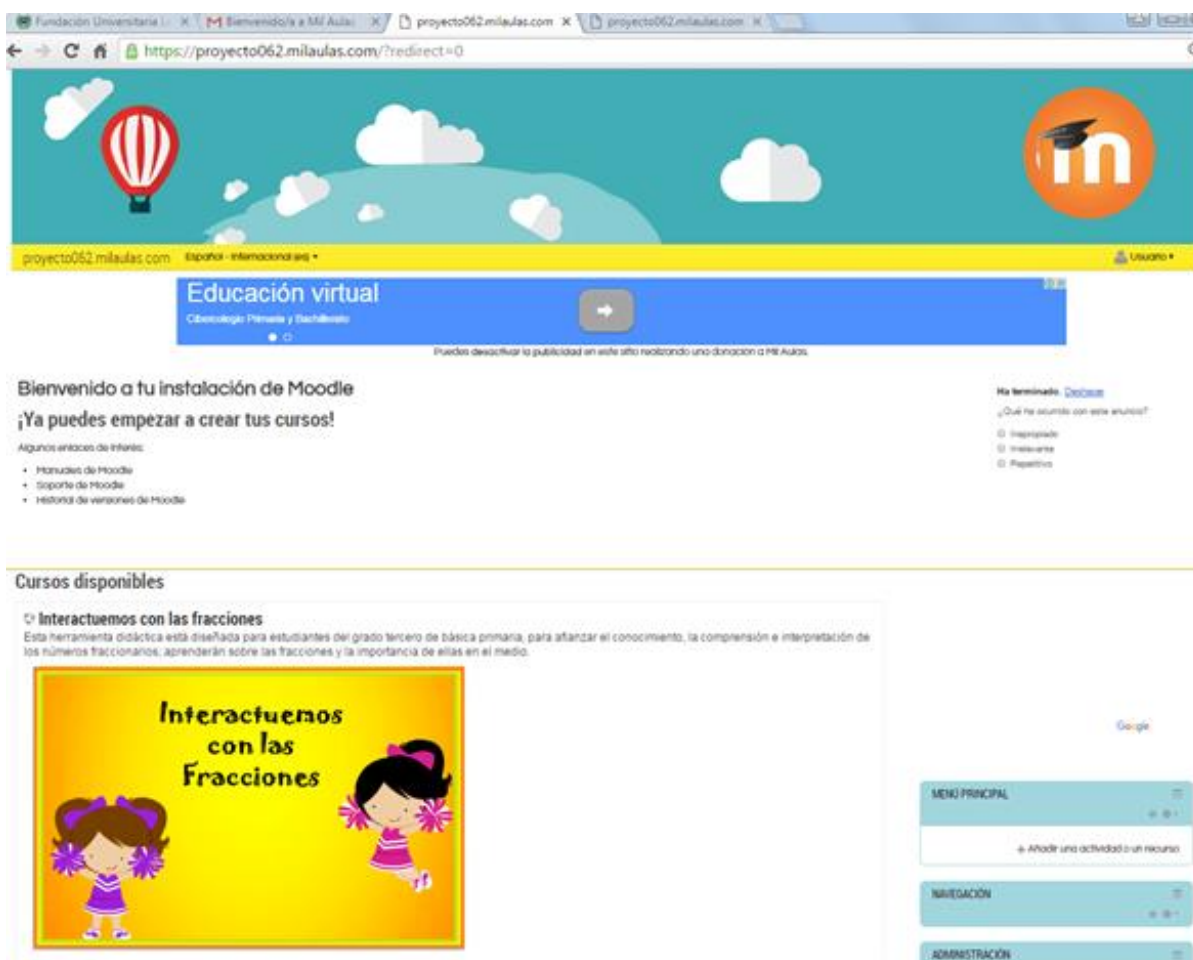 Fundación Universitaria L
Bienvenido/a a Mil Aulas
proyecto062.milaulas.com
proyecto062.milaulas.com
https://proyecto062.milaulas.com/?redirect=0
m
proyecto062.milaulas.com Español - Internacional (es)
Usuario
Educación virtual
Cibercolegio Primaria y Bachillerato
Puedes desactivar la publicidad en este sitio realizando una donación a Mil Aulas.
Bienvenido a tu instalación de Moodle
¡Ya puedes empezar a crear tus cursos!
Algunos enlaces de interés:
Manuales de Moodle
Soporte de Moodle
Historial de versiones de Moodle
Ha terminado. Deshacer
¿Qué ha ocurrido con este anuncio?
Inapropiado
Irrelevante
Repetitivo
Cursos disponibles
Interactuemos con las fracciones
Esta herramienta didáctica está diseñada para estudiantes del grado tercero de básica primaria, para afianzar el conocimiento, la comprensión e interpretación de
los números fraccionarios, aprenderán sobre las fracciones y la importancia de ellas en el medio.
Interactuemos
con las
Fracciones
Google
MENÚ PRINCIPAL
Añadir una actividad o un recurso
NAVEGACIÓN
ADMINISTRACIÓN